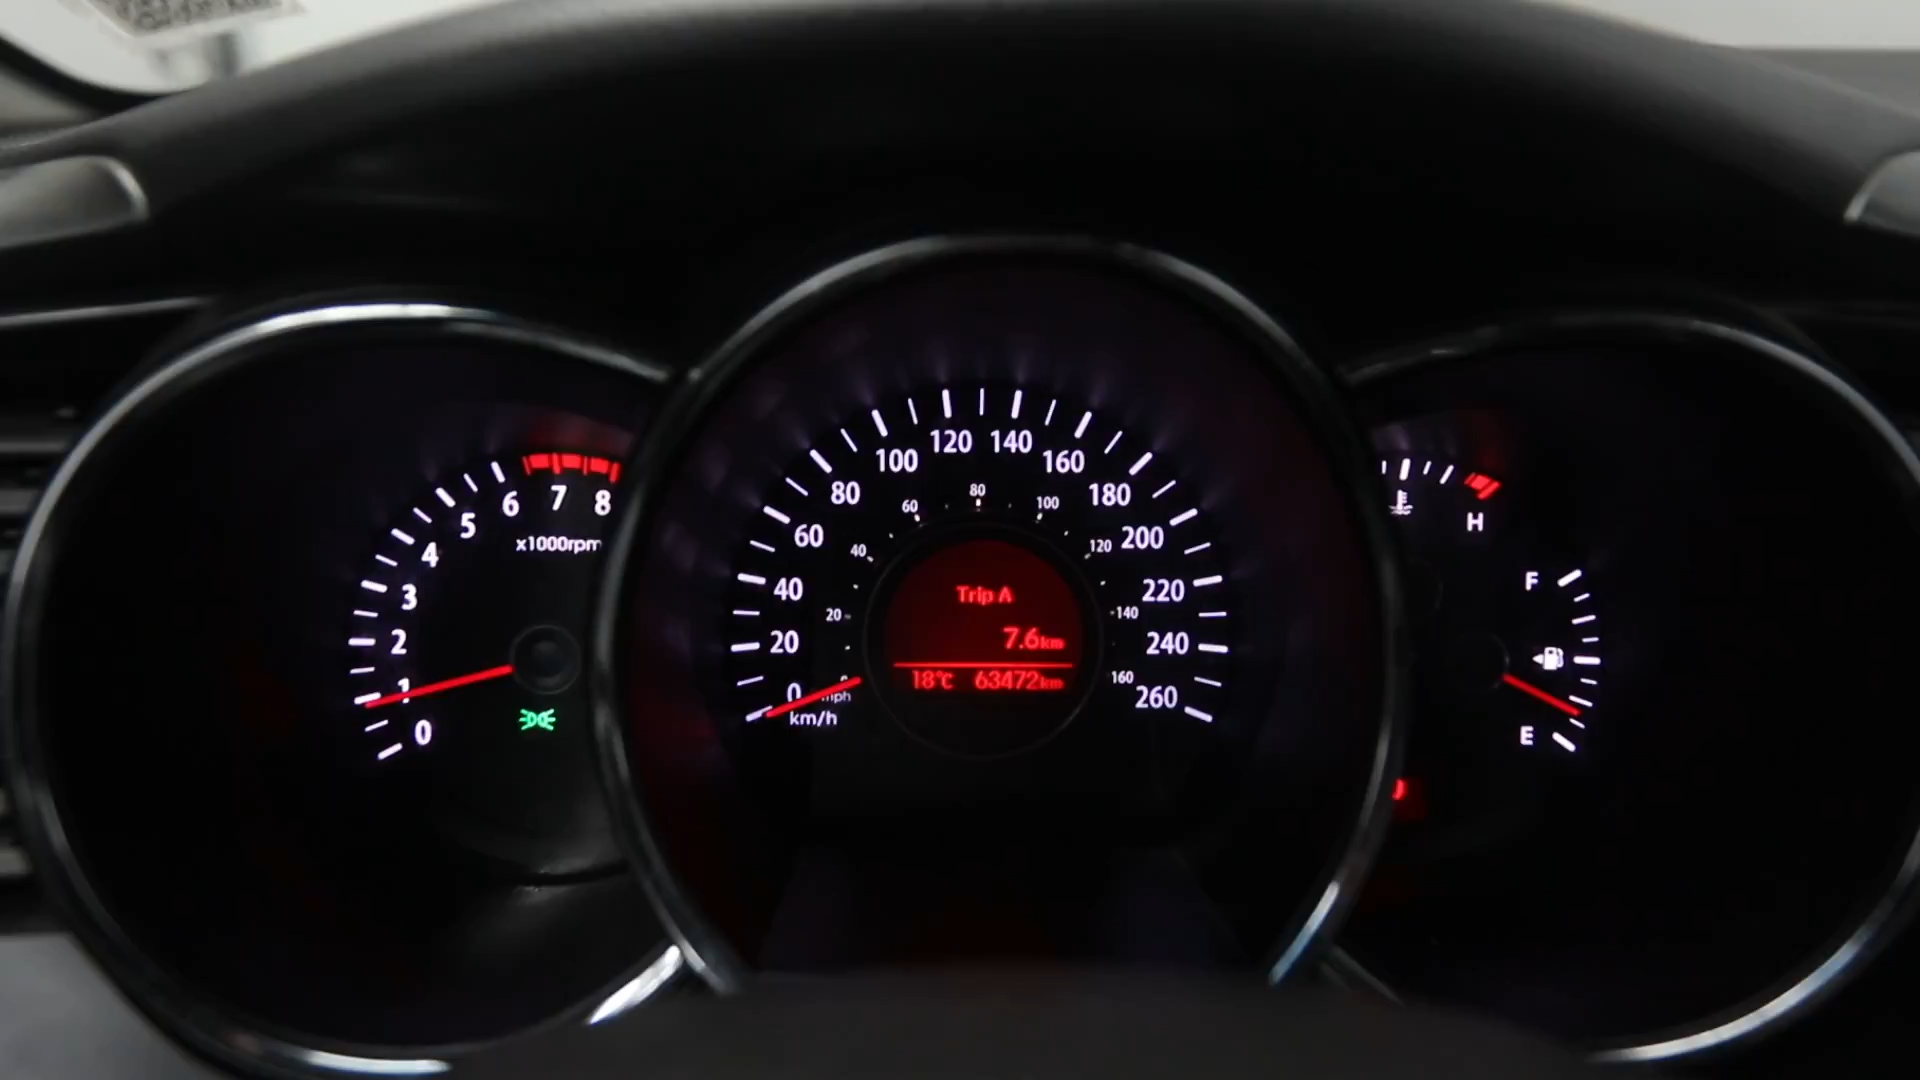 0 1 2 3 4 5 6 7 8
x1000rpm
0 20 40 60 80 100 120 140 160 180 200 220 240 260
km/h
20 40 60 80 100 120 140 160
mph
Trip A
7.6km
18°C 63472km
H
F
E